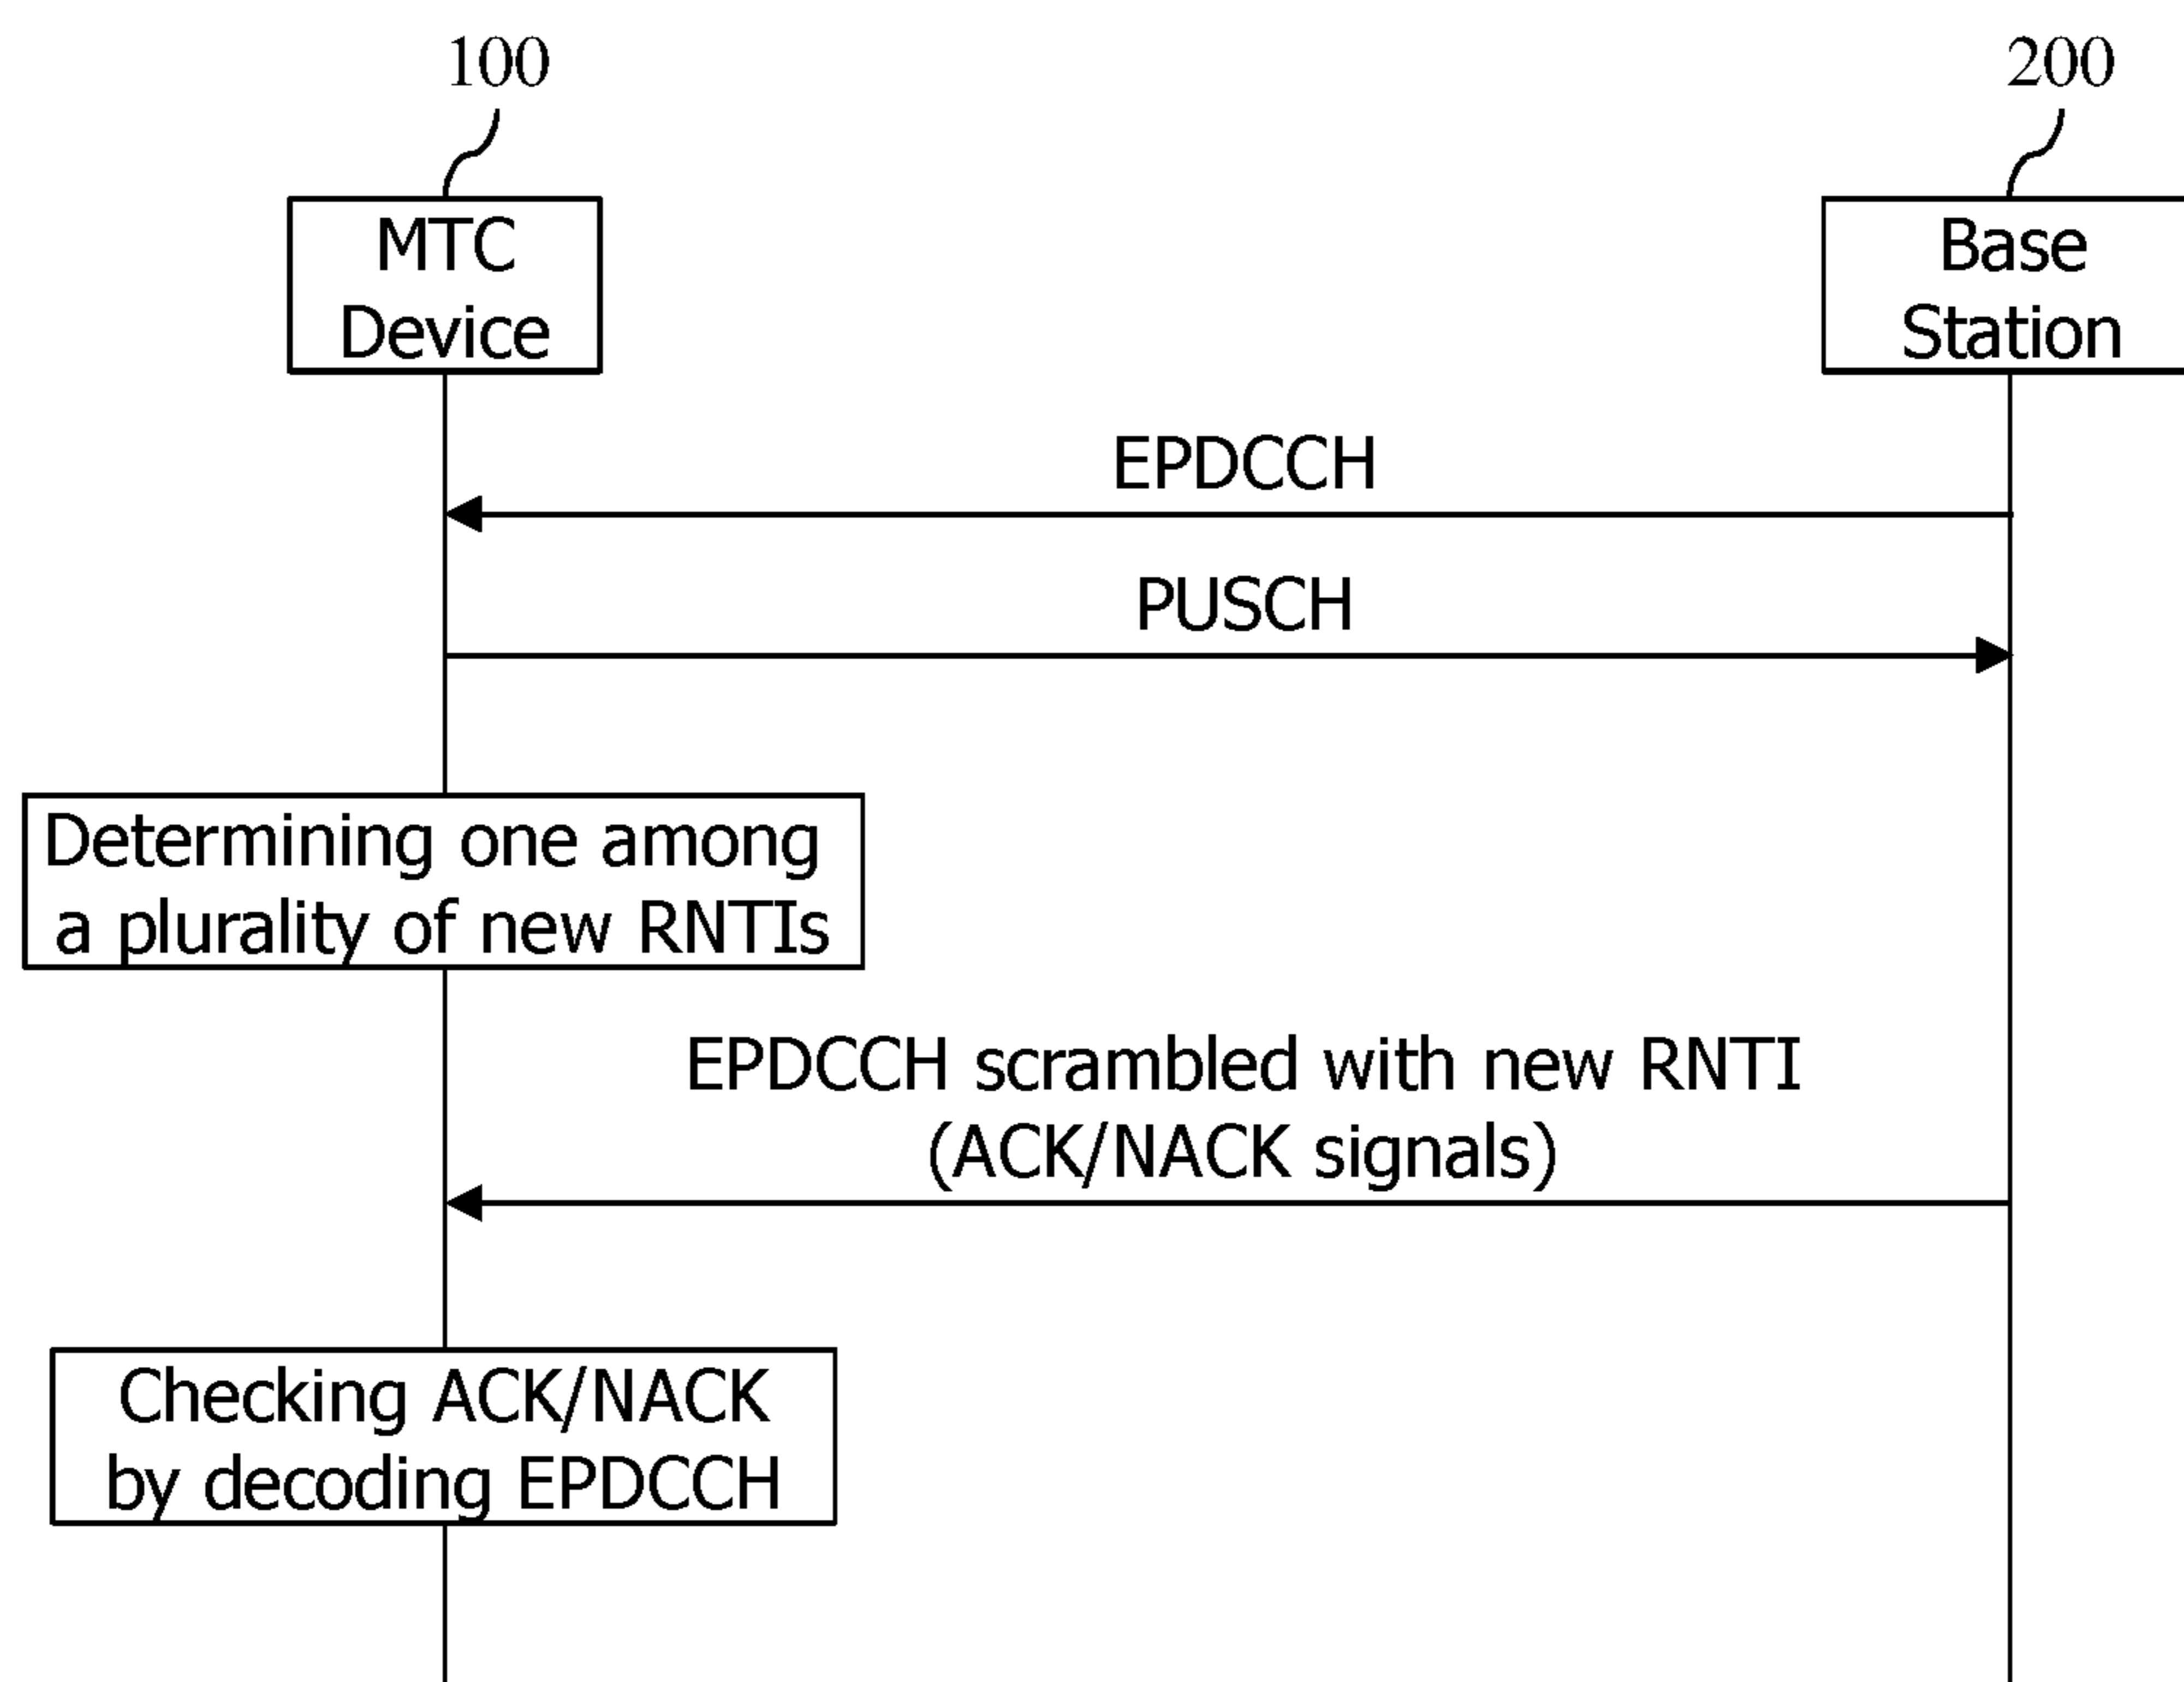 100
200
MTC
Device
Base
Station
EPDCCH
PUSCH
Determining one among
a plurality of new RNTIs
EPDCCH scrambled with new RNTI
(ACK/NACK signals)
Checking ACK/NACK
by decoding EPDCCH